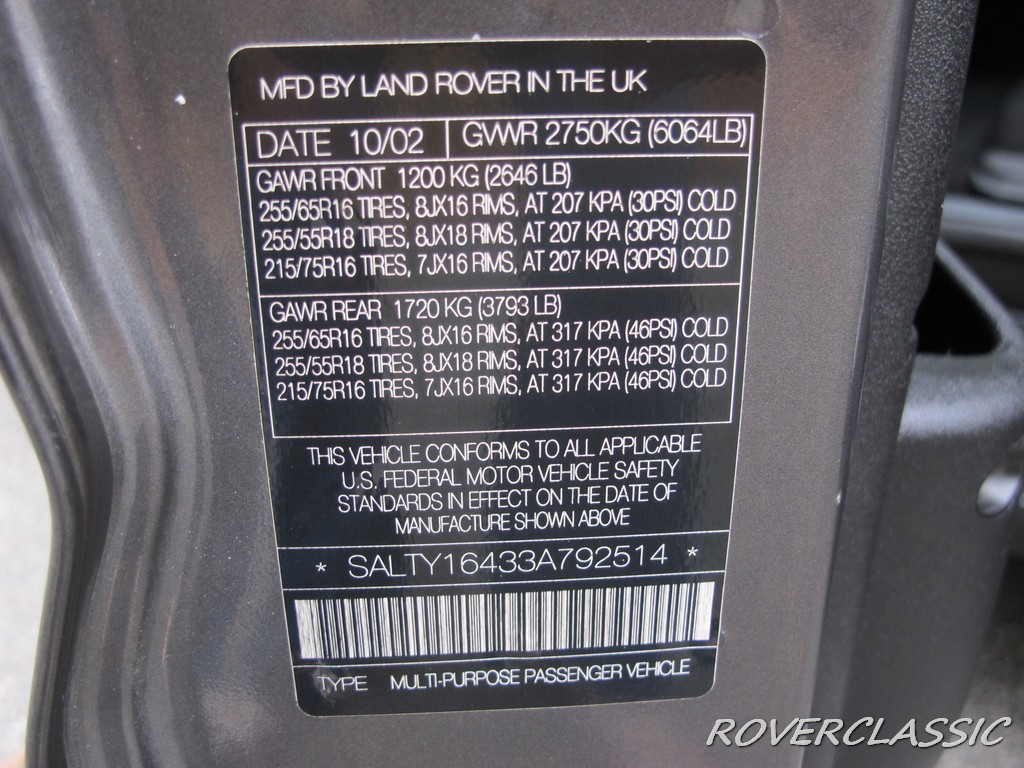 MFD BY LAND ROVER IN THE UK
DATE 10/02 GVWR 2750KG (6064LB)
GAWR FRONT 1200 KG (2646 LB)
255/65R16 TIRES, 8JX16 RIMS, AT 207 KPA (30PSI) COLD
255/55R18 TIRES, 8JX18 RIMS, AT 207 KPA (30PSI) COLD
215/75R16 TIRES, 7JX16 RIMS, AT 207 KPA (30PSI) COLD
GAWR REAR 1720 KG (3793 LB)
255/65R16 TIRES, 8JX16 RIMS, AT 317 KPA (46PSI) COLD
255/55R18 TIRES, 8JX18 RIMS, AT 317 KPA (46PSI) COLD
215/75R16 TIRES, 7JX16 RIMS, AT 317 KPA (46PSI) COLD
THIS VEHICLE CONFORMS TO ALL APPLICABLE
U.S. FEDERAL MOTOR VEHICLE SAFETY
STANDARDS IN EFFECT ON THE DATE OF
MANUFACTURE SHOWN ABOVE
* SALTY16433A792514 *
TYPE MULTI-PURPOSE PASSENGER VEHICLE
ROVERCLASSIC